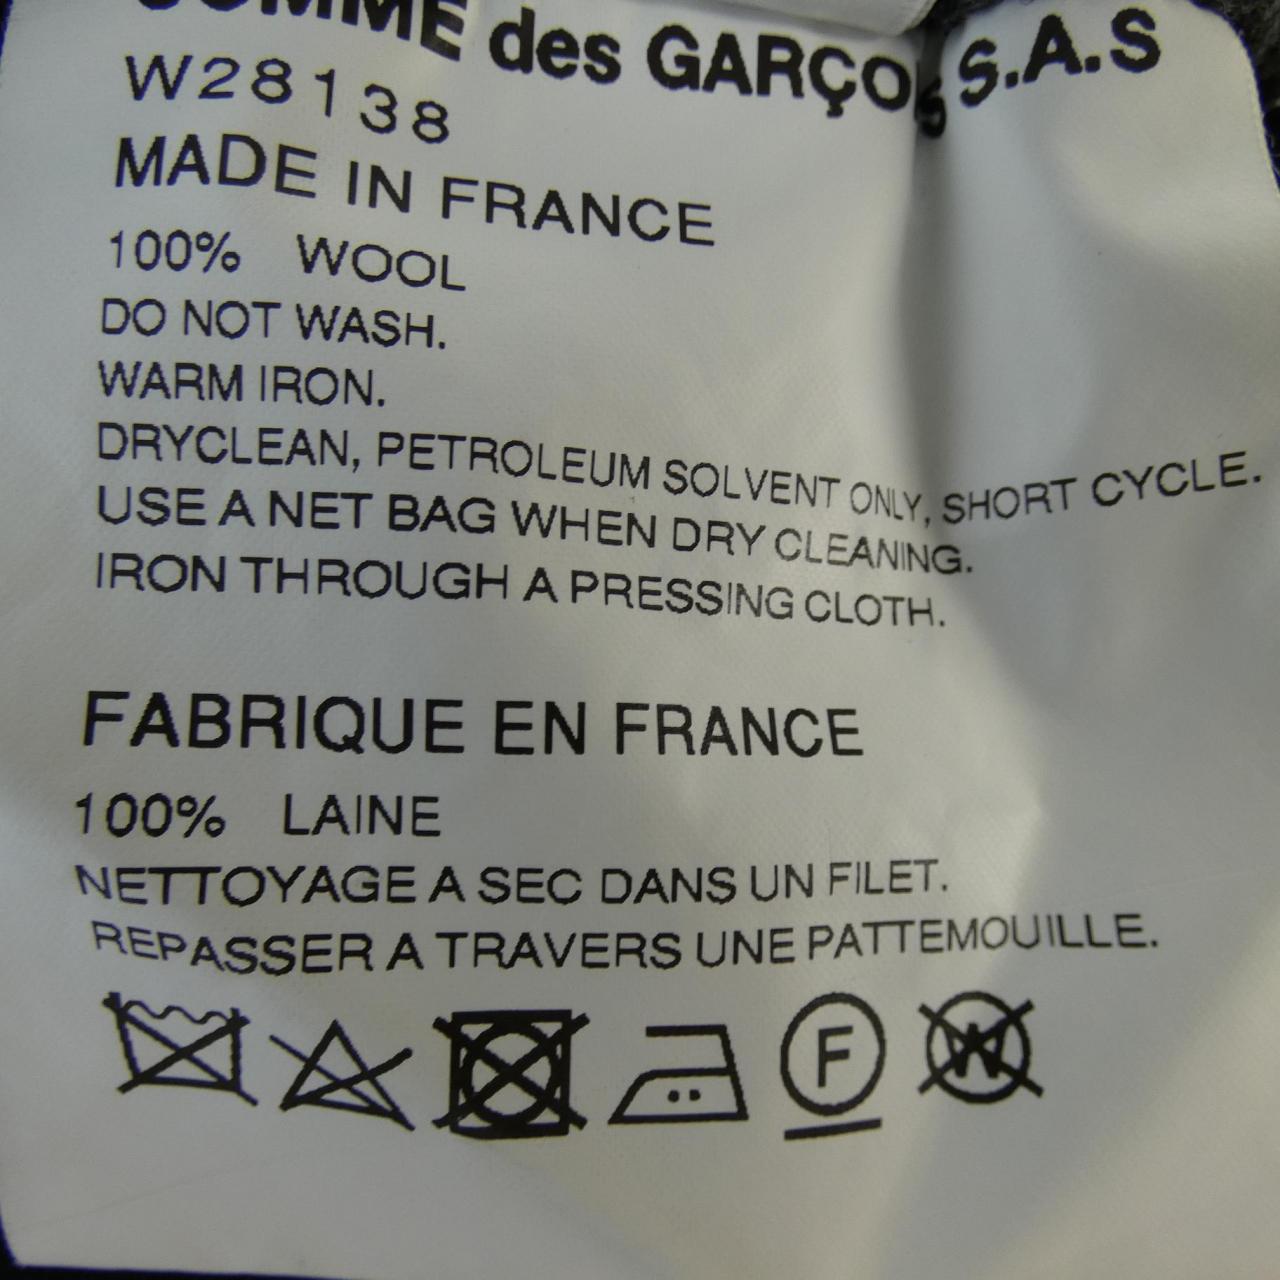 COMME des GARÇONS S.A.S
W28138
MADE IN FRANCE
100% WOOL
DO NOT WASH.
WARM IRON.
DRYCLEAN, PETROLEUM SOLVENT ONLY, SHORT CYCLE.
USE A NET BAG WHEN DRY CLEANING.
IRON THROUGH A PRESSING CLOTH.
FABRIQUE EN FRANCE
100% LAINE
NETTOYAGE A SEC DANS UN FILET.
REPASSER A TRAVERS UNE PATTEMOUILLE.
F W